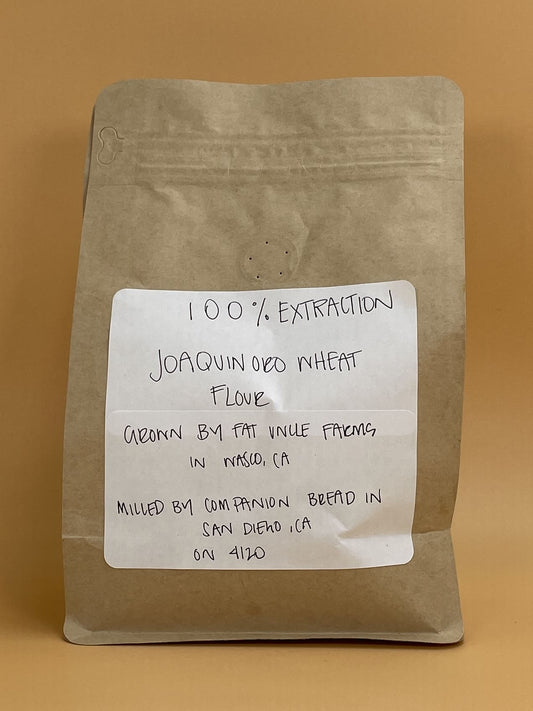 100% EXTRACTION
JOAQUIN ORO WHEAT
FLOUR
GROWN BY FAT UNCLE FARMS
IN WASCO, CA
MILLED BY COMPANION BREAD IN
SAN DIEGO, CA
ON 4/20